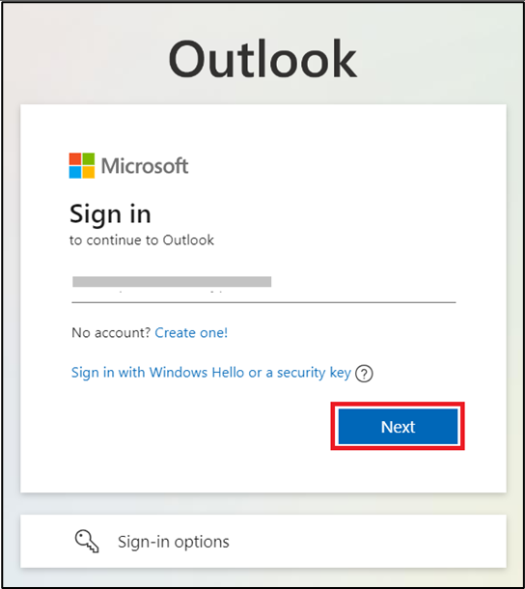 Outlook
Microsoft
Sign in
to continue to Outlook
No account? Create one!
Sign in with Windows Hello or a security key ?
Next
Sign-in options